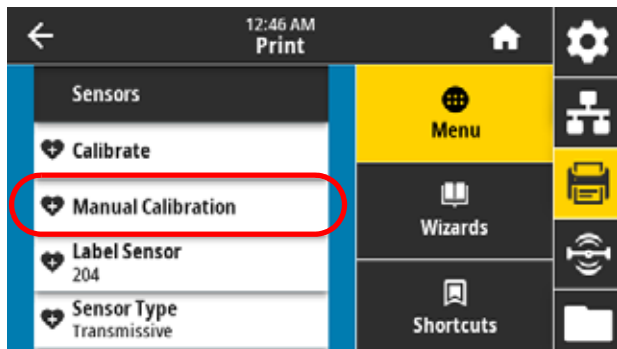 12:46 AM
Print
Sensors
Calibrate
Manual Calibration
Label Sensor
204
Sensor Type
Transmissive
Menu
Wizards
Shortcuts